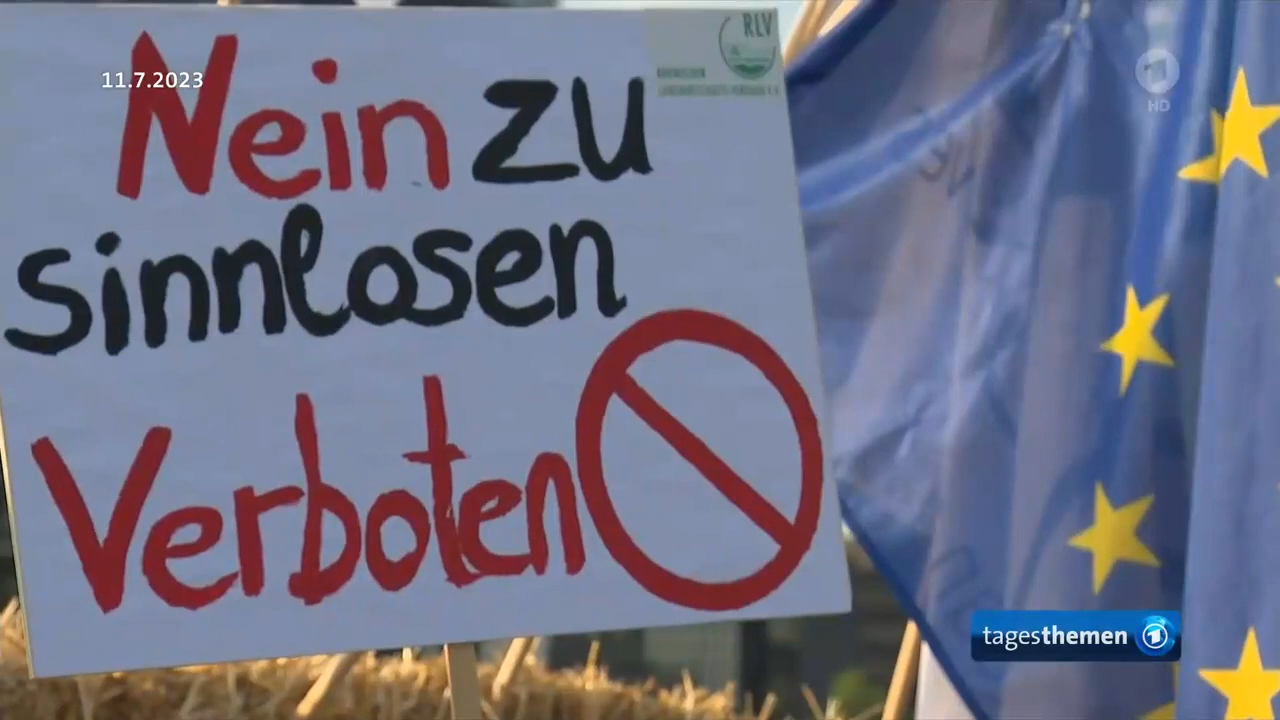 11.7.2023
Nein zu
sinnlosen
Verboten
RLV
HD
tagesthemen